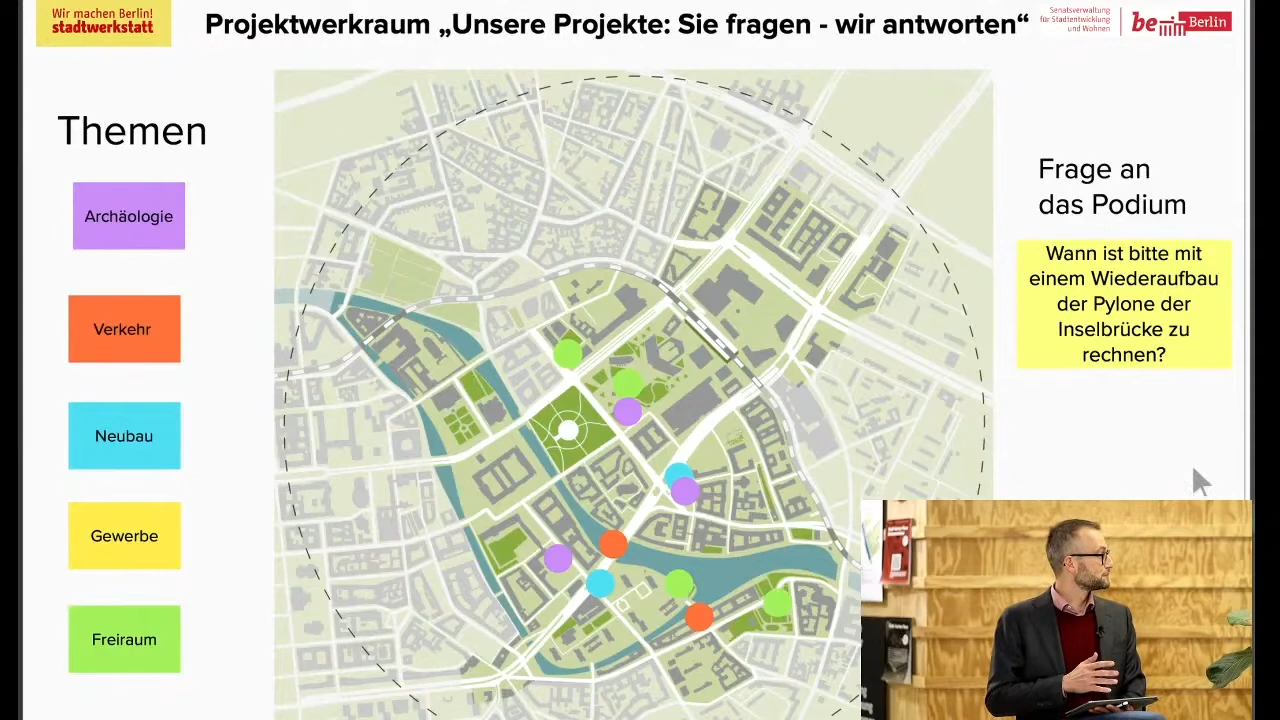 Wir machen Berlin!
stadtwerkstatt
Projektwerkraum „Unsere Projekte: Sie fragen - wir antworten“
Senatsverwaltung
für Stadtentwicklung
und Wohnen
be Berlin
Themen
Archäologie
Verkehr
Neubau
Gewerbe
Freiraum
Frage an
das Podium
Wann ist bitte mit
einem Wiederaufbau
der Pylone der
Inselbrücke zu
rechnen?